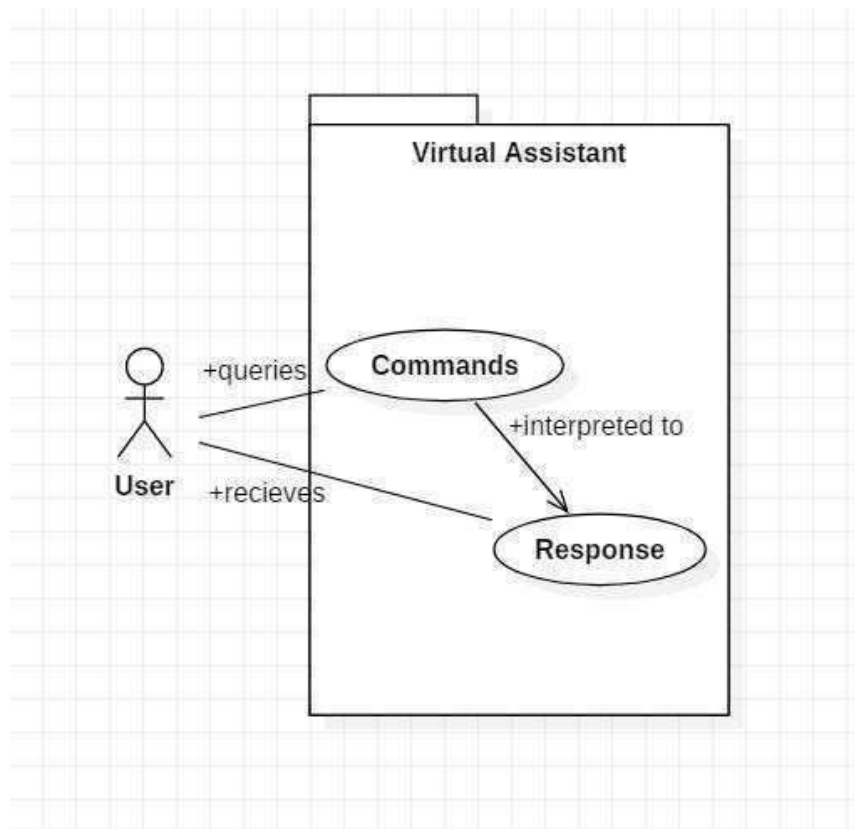 Virtual Assistant
+queries
Commands
+interpreted to
User
+recieves
Response